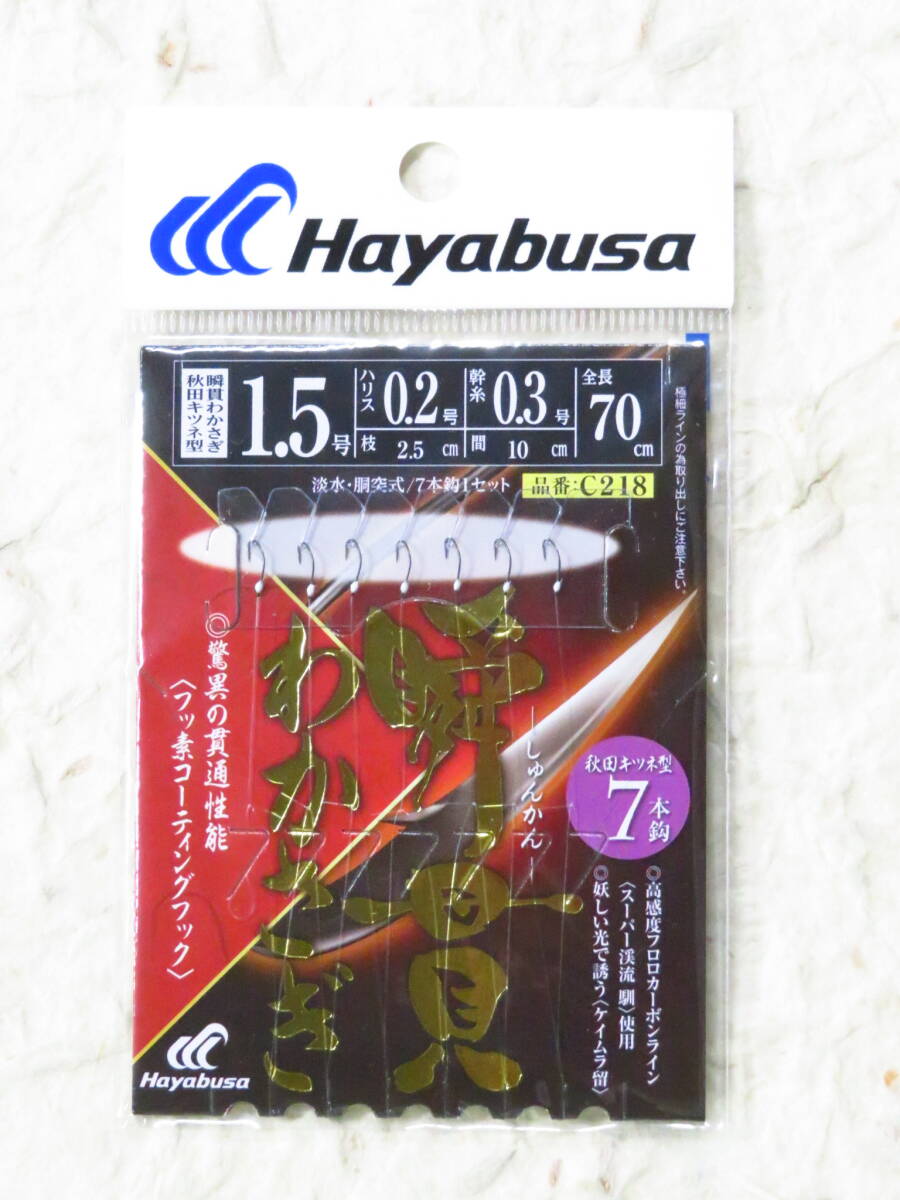 Hayabusa
瞬貫わかさぎ
秋田キツネ型
1.5号
ハリス 0.2号
枝 2.5 cm
幹糸 0.3号
間 10 cm
全長 70cm
淡水・胴突式/7本鈎1セット
品番:C218
極細ラインの為取り出しにご注意下さい。
瞬貫
―しゅんかん―
わかさぎ
◎驚異の貫通性能
〈フッ素コーティングフック〉
秋田キツネ型
7本鈎
◎高感度フロロカーボンライン
〈スーパー渓流 馴〉使用
◎妖しい光で誘う〈ケイムラ留〉
Hayabusa